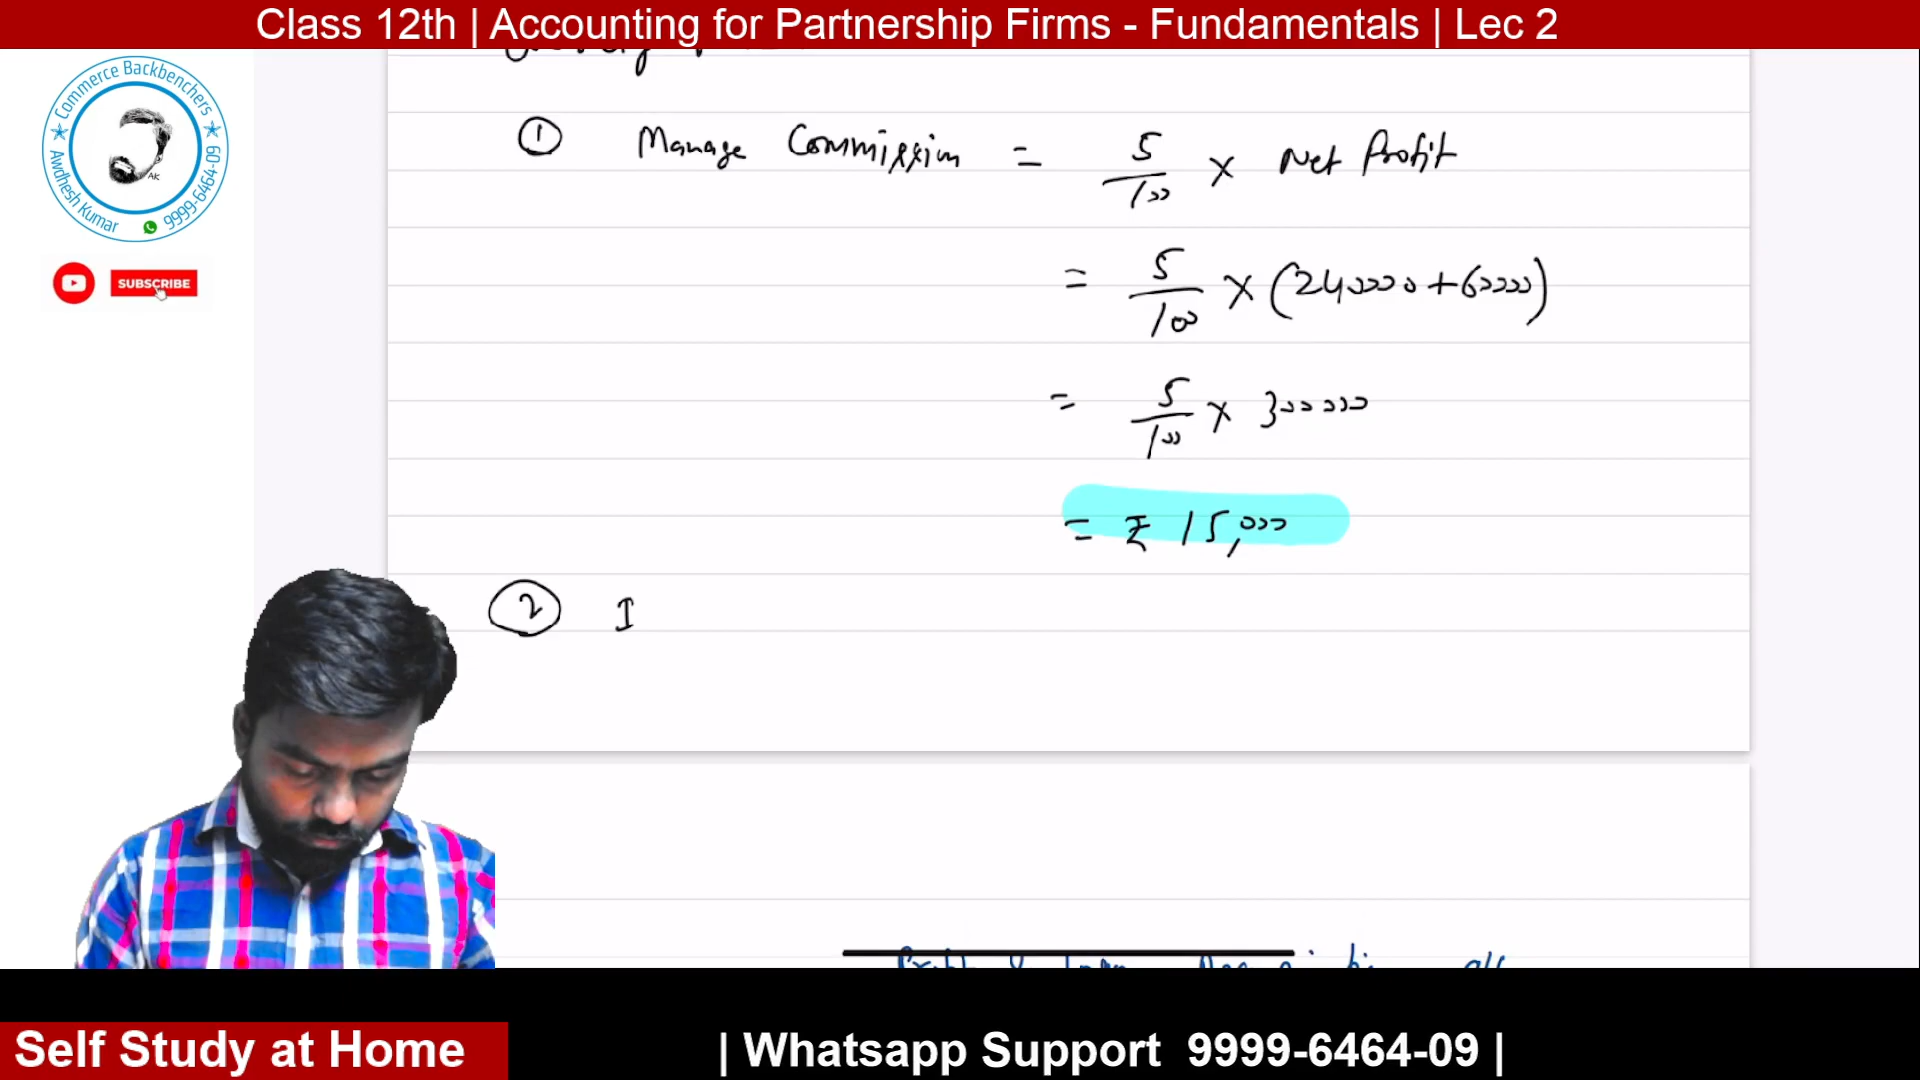 Class 12th | Accounting for Partnership Firms - Fundamentals | Lec 2
Commerce Backbenchers
AK
Awdhesh Kumar
9999-6464-09
SUBSCRIBE
① Manage Commission = 5/100 × Net Profit
= 5/100 × (240000+60000)
= 5/100 × 300000
= ₹ 15,000
② I
Self Study at Home
| Whatsapp Support 9999-6464-09 |